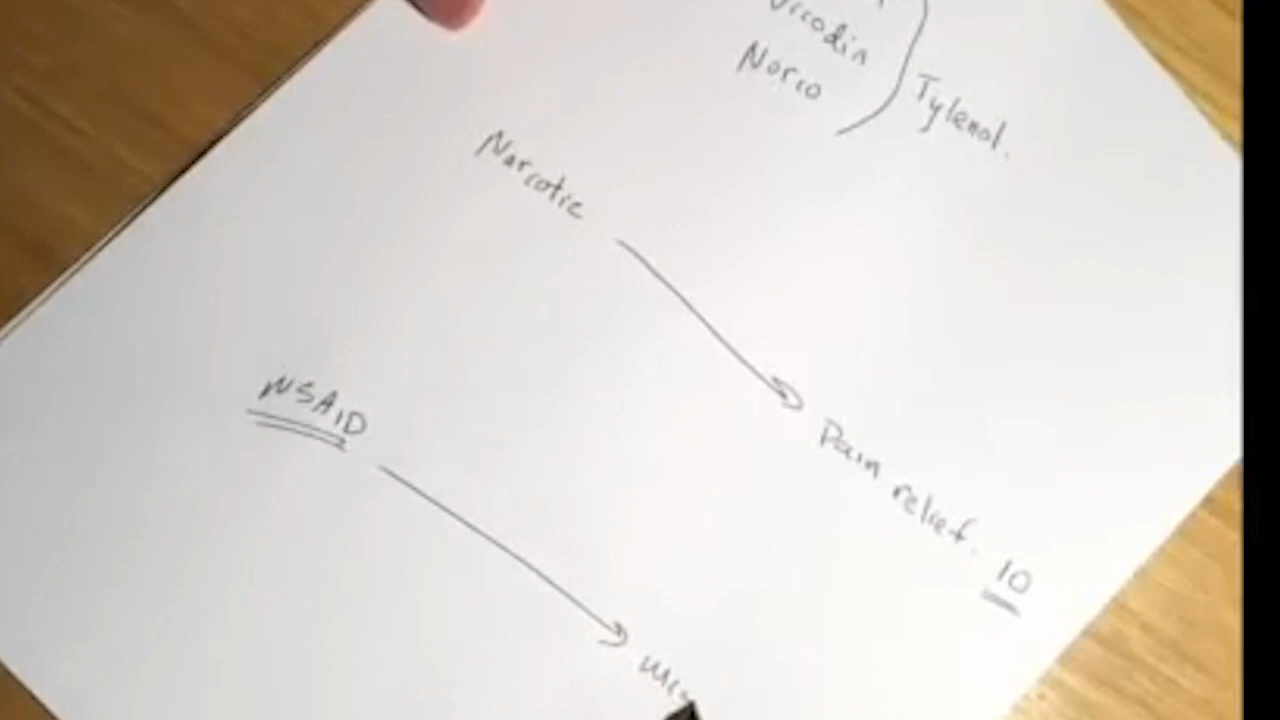 Norco
Tylenol.
Narcotic
Pain relief. 10
NSAID